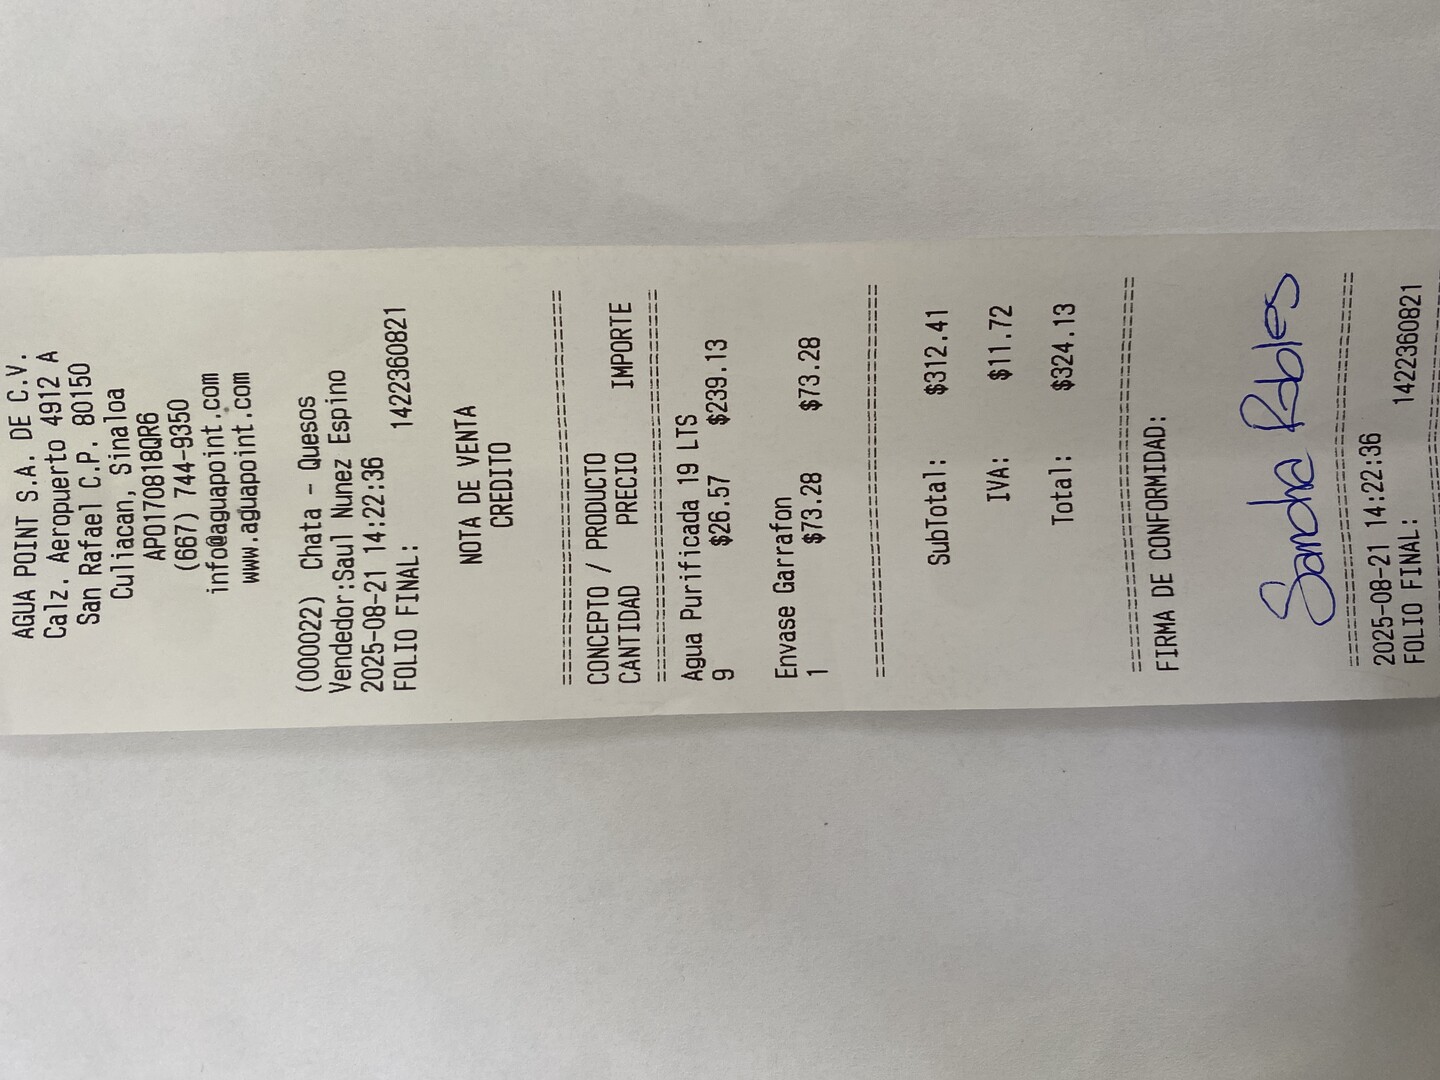 AGUA POINT S.A. DE C.V.
Calz. Aeropuerto 4912 A
San Rafael C.P. 80150
Culiacan, Sinaloa
APO170818QR6
(667) 744-9350
info@aguapoint.com
www.aguapoint.com
(000022) Chata - Quesos
Vendedor:Saul Nunez Espino
2025-08-21 14:22:36
FOLIO FINAL: 1422360821
NOTA DE VENTA
CREDITO
CONCEPTO / PRODUCTO
CANTIDAD PRECIO IMPORTE
Agua Purificada 19 LTS
9 $26.57 $239.13
Envase Garrafon
1 $73.28 $73.28
SubTotal: $312.41
IVA: $11.72
Total: $324.13
FIRMA DE CONFORMIDAD:
Sandra Robles
2025-08-21 14:22:36
FOLIO FINAL: 1422360821